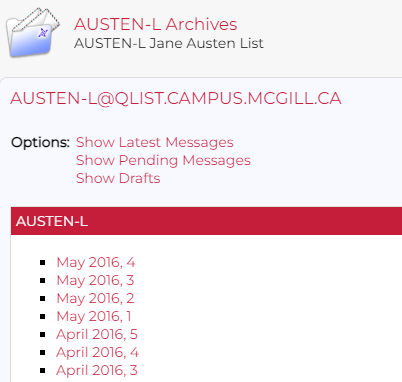 AUSTEN-L Archives
AUSTEN-L Jane Austen List
AUSTEN-L@QLIST.CAMPUS.MCGILL.CA
Options: Show Latest Messages
Show Pending Messages
Show Drafts
AUSTEN-L
May 2016, 4
May 2016, 3
May 2016, 2
May 2016, 1
April 2016, 5
April 2016, 4
April 2016, 3